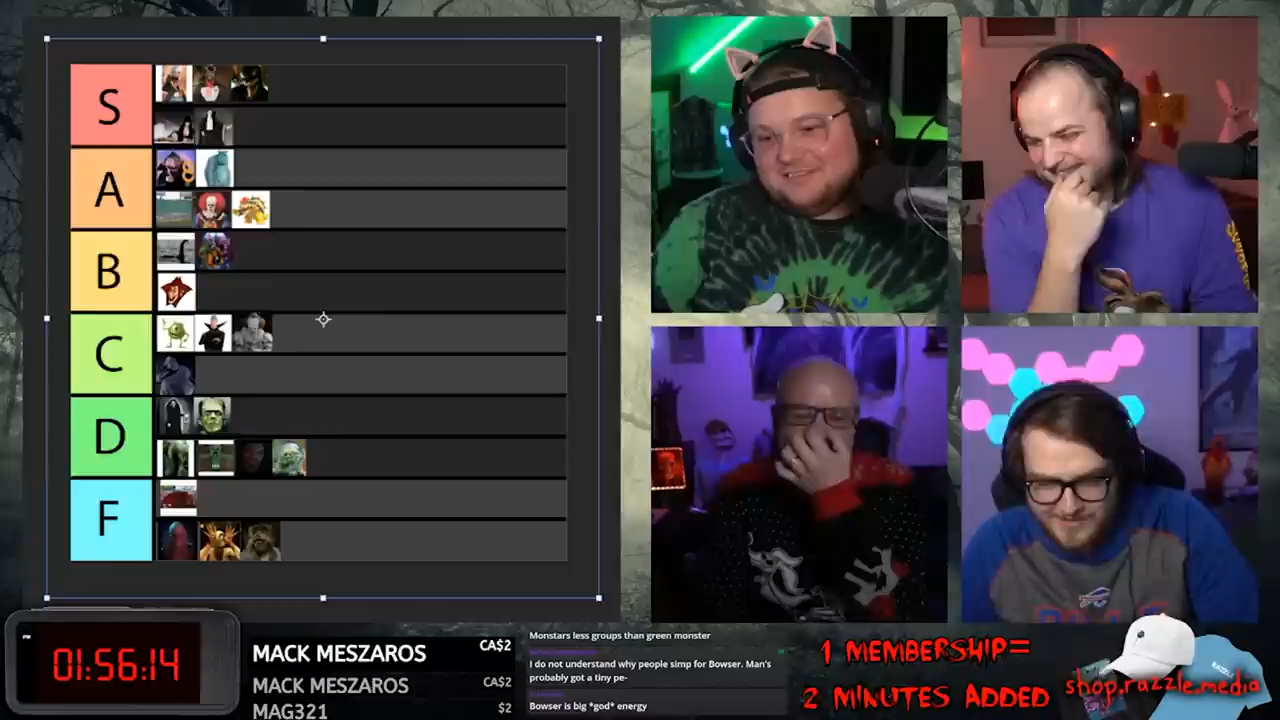 S
A
B
C
D
F
PM
01:56:14
MACK MESZAROS CA$2
MACK MESZAROS CA$2
MAG321 $2
Monstars less groups than green monster
I do not understand why people simp for Bowser. Man's
probably got a tiny pe-
Bowser is big *god* energy
1 MEMBERSHIP=
2 MINUTES ADDED
shop.razzle.media